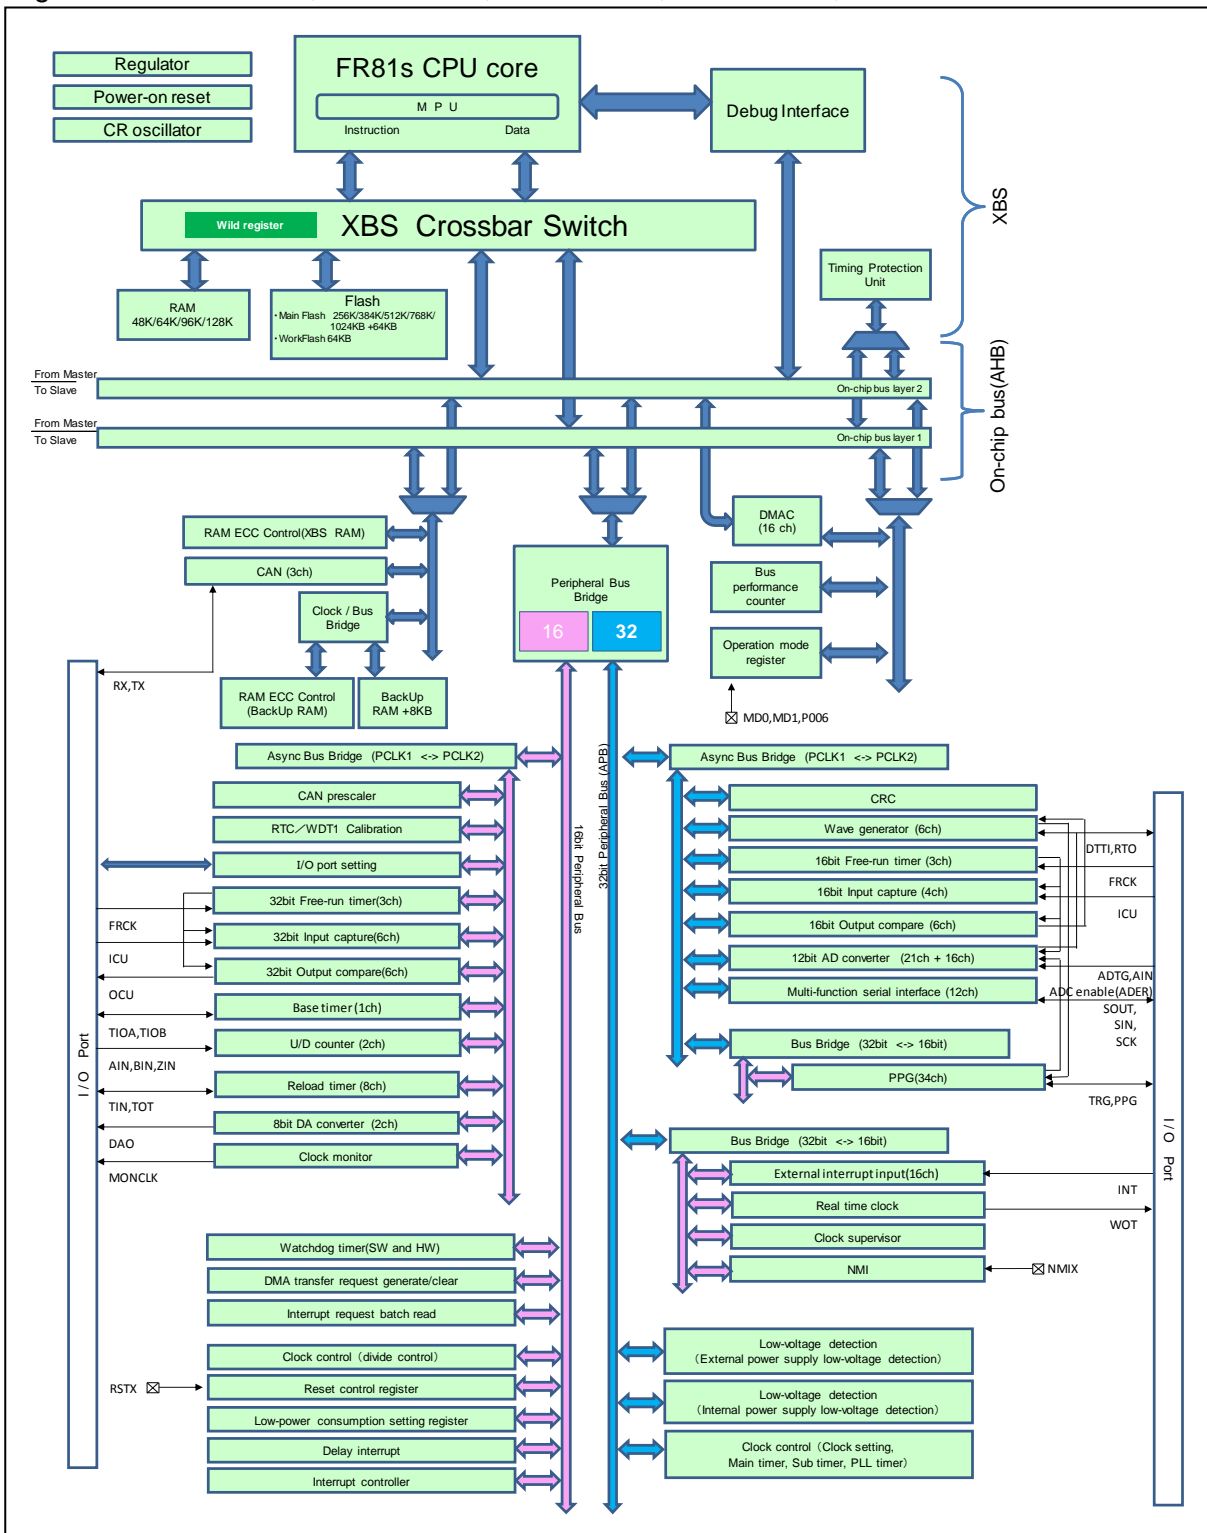 Regulator
Power-on reset
CR oscillator
FR81s CPU core
M P U
Instruction
Data
Debug Interface
XBS
Wild register
XBS Crossbar Switch
Timing Protection
Unit
RAM
48K/64K/96K/128K
Flash
・Main Flash 256K/384K/512K/768K/
1024KB +64KB
・WorkFlash 64KB
From Master
To Slave
On-chip bus layer 2
From Master
To Slave
On-chip bus layer 1
On-chip bus(AHB)
RAM ECC Control(XBS RAM)
CAN (3ch)
Clock / Bus
Bridge
RAM ECC Control
(BackUp RAM)
BackUp
RAM +8KB
RX,TX
Peripheral Bus
Bridge
16
32
DMAC
(16 ch)
Bus
performance
counter
Operation mode
register
MD0,MD1,P006
Async Bus Bridge (PCLK1 <-> PCLK2)
CAN prescaler
RTC／WDT1 Calibration
I/O port setting
32bit Free-run timer(3ch)
32bit Input capture(6ch)
32bit Output compare(6ch)
Base timer (1ch)
U/D counter (2ch)
Reload timer (8ch)
8bit DA converter (2ch)
Clock monitor
FRCK
ICU
OCU
TIOA,TIOB
AIN,BIN,ZIN
TIN,TOT
DAO
MONCLK
I / O Port
16bit Peripheral Bus
32bit Peripheral Bus (APB)
Async Bus Bridge (PCLK1 <-> PCLK2)
CRC
Wave generator (6ch)
16bit Free-run timer (3ch)
16bit Input capture (4ch)
16bit Output compare (6ch)
12bit AD converter (21ch + 16ch)
Multi-function serial interface (12ch)
Bus Bridge (32bit <-> 16bit)
PPG(34ch)
DTTI,RTO
FRCK
ICU
ADTG,AIN
ADC enable(ADER)
SOUT,
SIN,
SCK
TRG,PPG
I / O Port
Bus Bridge (32bit <-> 16bit)
External interrupt input(16ch)
Real time clock
Clock supervisor
NMI
INT
WOT
NMIX
Watchdog timer(SW and HW)
DMA transfer request generate/clear
Interrupt request batch read
Clock control（divide control）
Reset control register
Low-power consumption setting register
Delay interrupt
Interrupt controller
RSTX
Low-voltage detection
（External power supply low-voltage detection）
Low-voltage detection
（Internal power supply low-voltage detection）
Clock control（Clock setting,
Main timer, Sub timer, PLL timer）